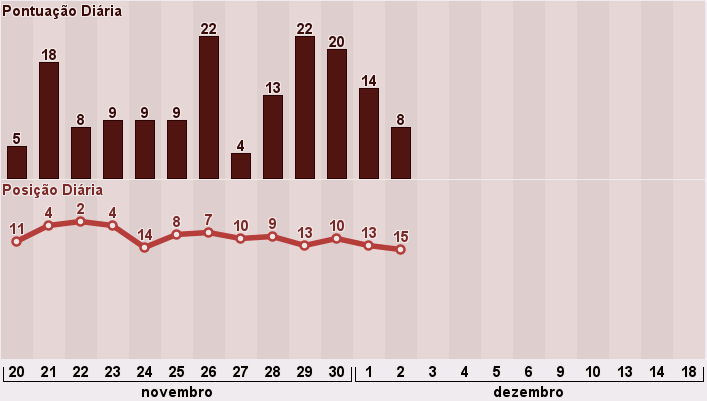 Pontuação Diária
5 18 8 9 9 9 22 4 13 22 20 14 8
Posição Diária
11 4 2 4 14 8 7 10 9 13 10 13 15
20 21 22 23 24 25 26 27 28 29 30 1 2 3 4 5 6 9 10 13 14 18
novembro dezembro